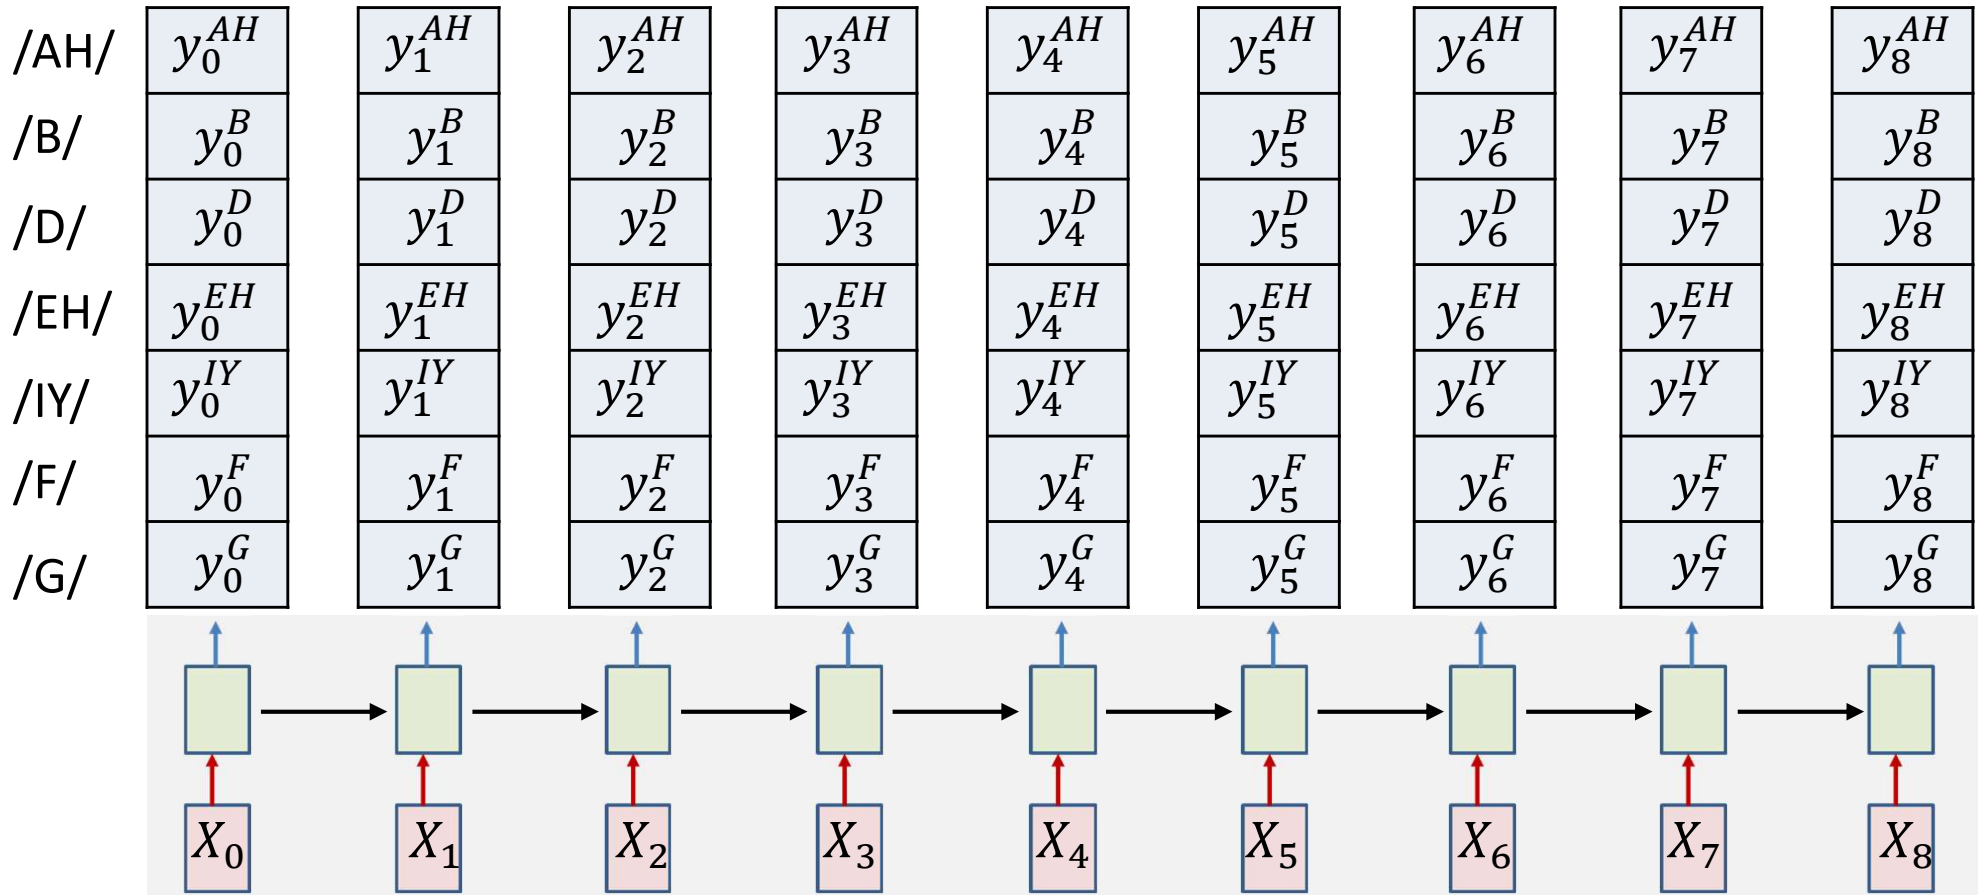 /AH/ y_0^{AH} y_1^{AH} y_2^{AH} y_3^{AH} y_4^{AH} y_5^{AH} y_6^{AH} y_7^{AH} y_8^{AH}
/B/ y_0^B y_1^B y_2^B y_3^B y_4^B y_5^B y_6^B y_7^B y_8^B
/D/ y_0^D y_1^D y_2^D y_3^D y_4^D y_5^D y_6^D y_7^D y_8^D
/EH/ y_0^{EH} y_1^{EH} y_2^{EH} y_3^{EH} y_4^{EH} y_5^{EH} y_6^{EH} y_7^{EH} y_8^{EH}
/IY/ y_0^{IY} y_1^{IY} y_2^{IY} y_3^{IY} y_4^{IY} y_5^{IY} y_6^{IY} y_7^{IY} y_8^{IY}
/F/ y_0^F y_1^F y_2^F y_3^F y_4^F y_5^F y_6^F y_7^F y_8^F
/G/ y_0^G y_1^G y_2^G y_3^G y_4^G y_5^G y_6^G y_7^G y_8^G
X_0 X_1 X_2 X_3 X_4 X_5 X_6 X_7 X_8